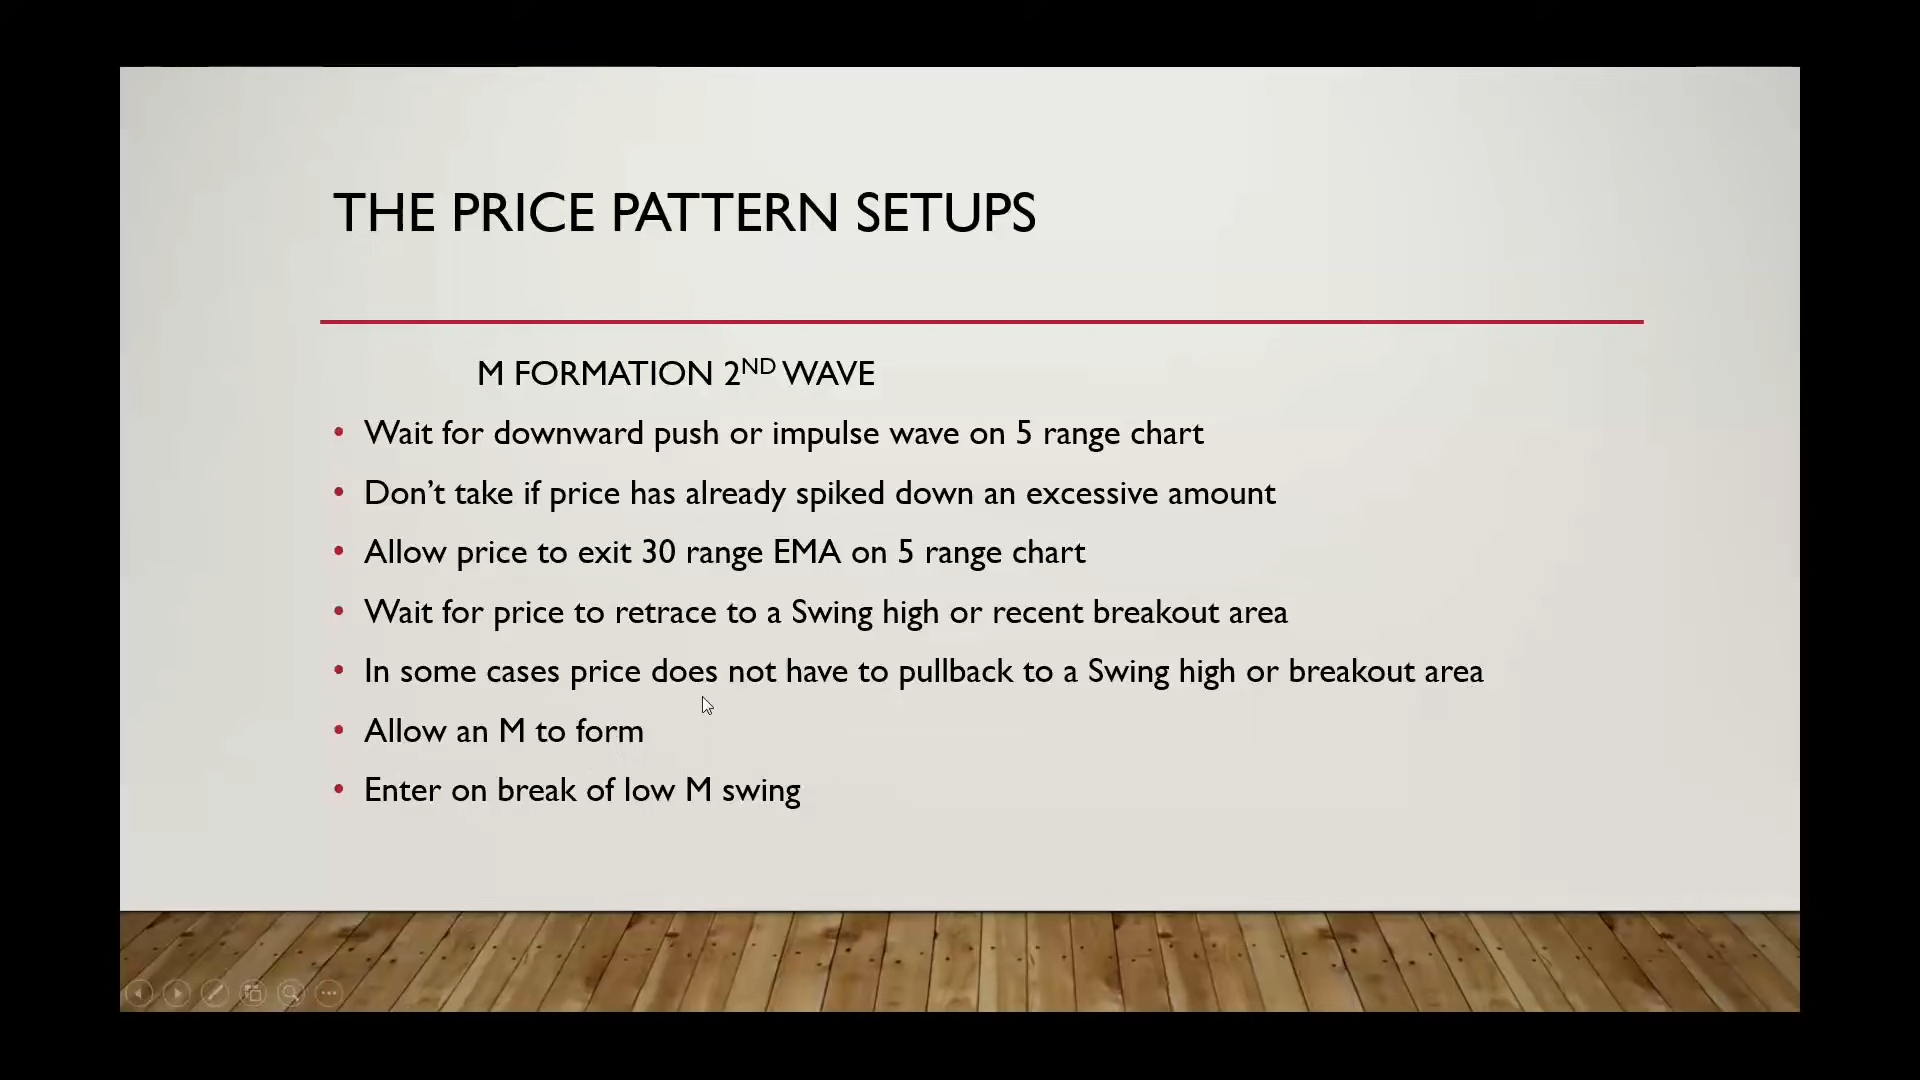 THE PRICE PATTERN SETUPS
M FORMATION 2ND WAVE
• Wait for downward push or impulse wave on 5 range chart
• Don’t take if price has already spiked down an excessive amount
• Allow price to exit 30 range EMA on 5 range chart
• Wait for price to retrace to a Swing high or recent breakout area
• In some cases price does not have to pullback to a Swing high or breakout area
• Allow an M to form
• Enter on break of low M swing